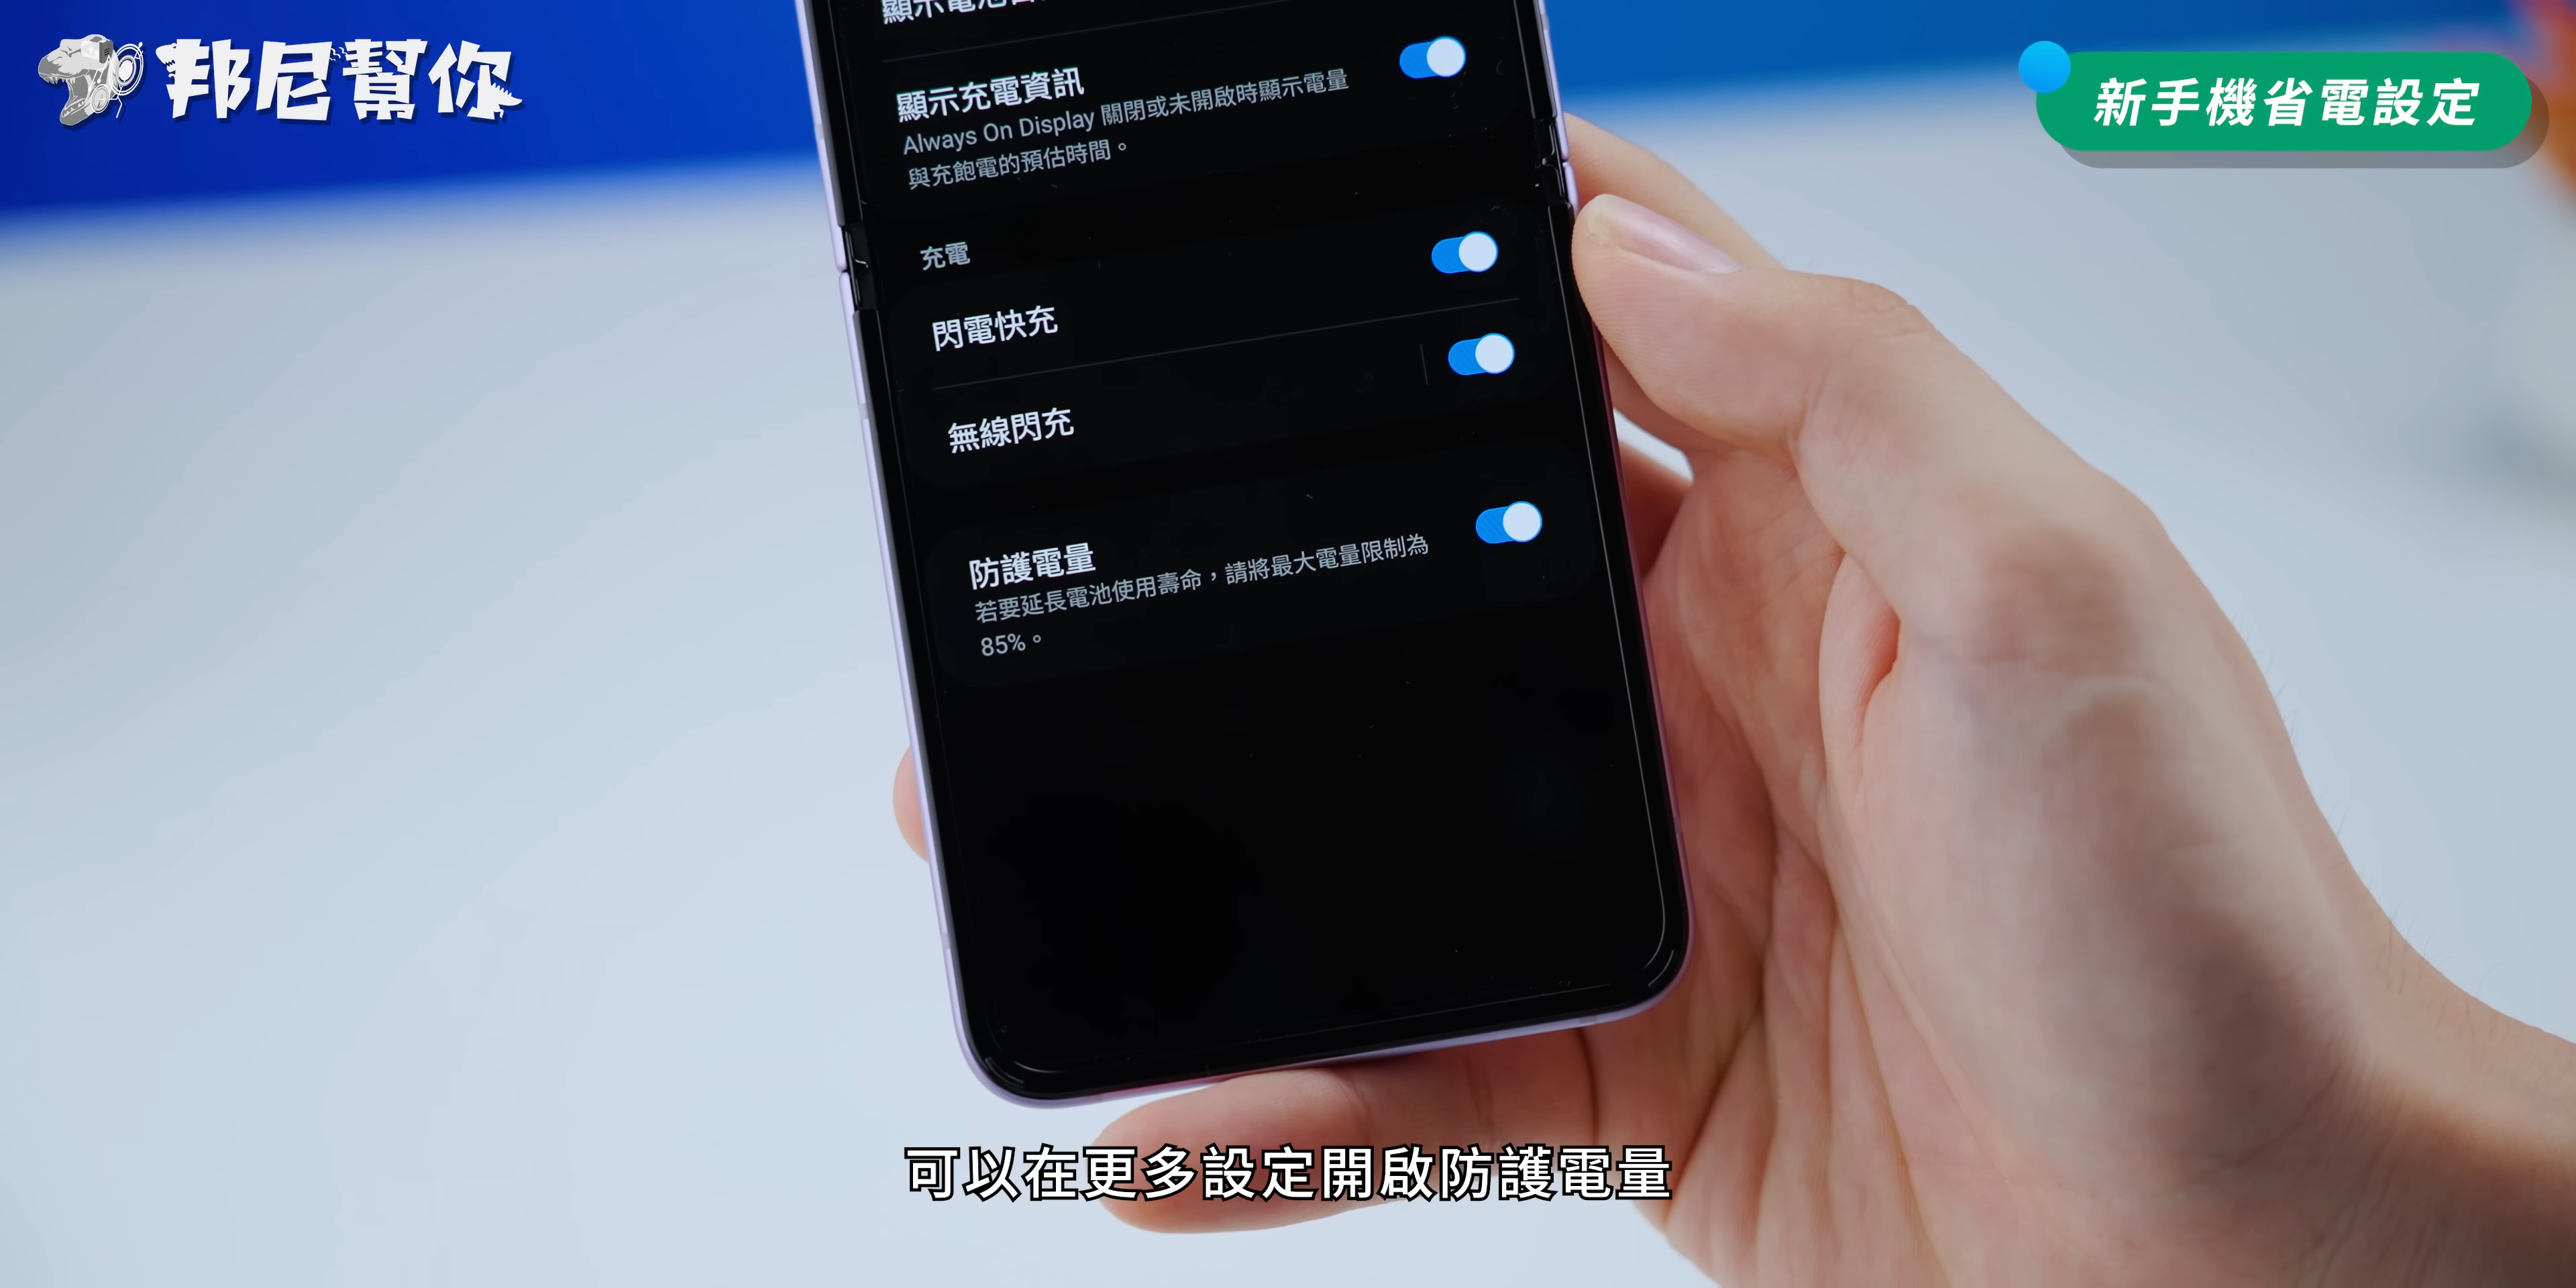 邦尼幫你
新手機省電設定
顯示充電資訊
Always On Display 關閉或未開啟時顯示電量
與充飽電的預估時間。
充電
閃電快充
無線閃充
防護電量
若要延長電池使用壽命，請將最大電量限制為
85%。
可以在更多設定開啟防護電量